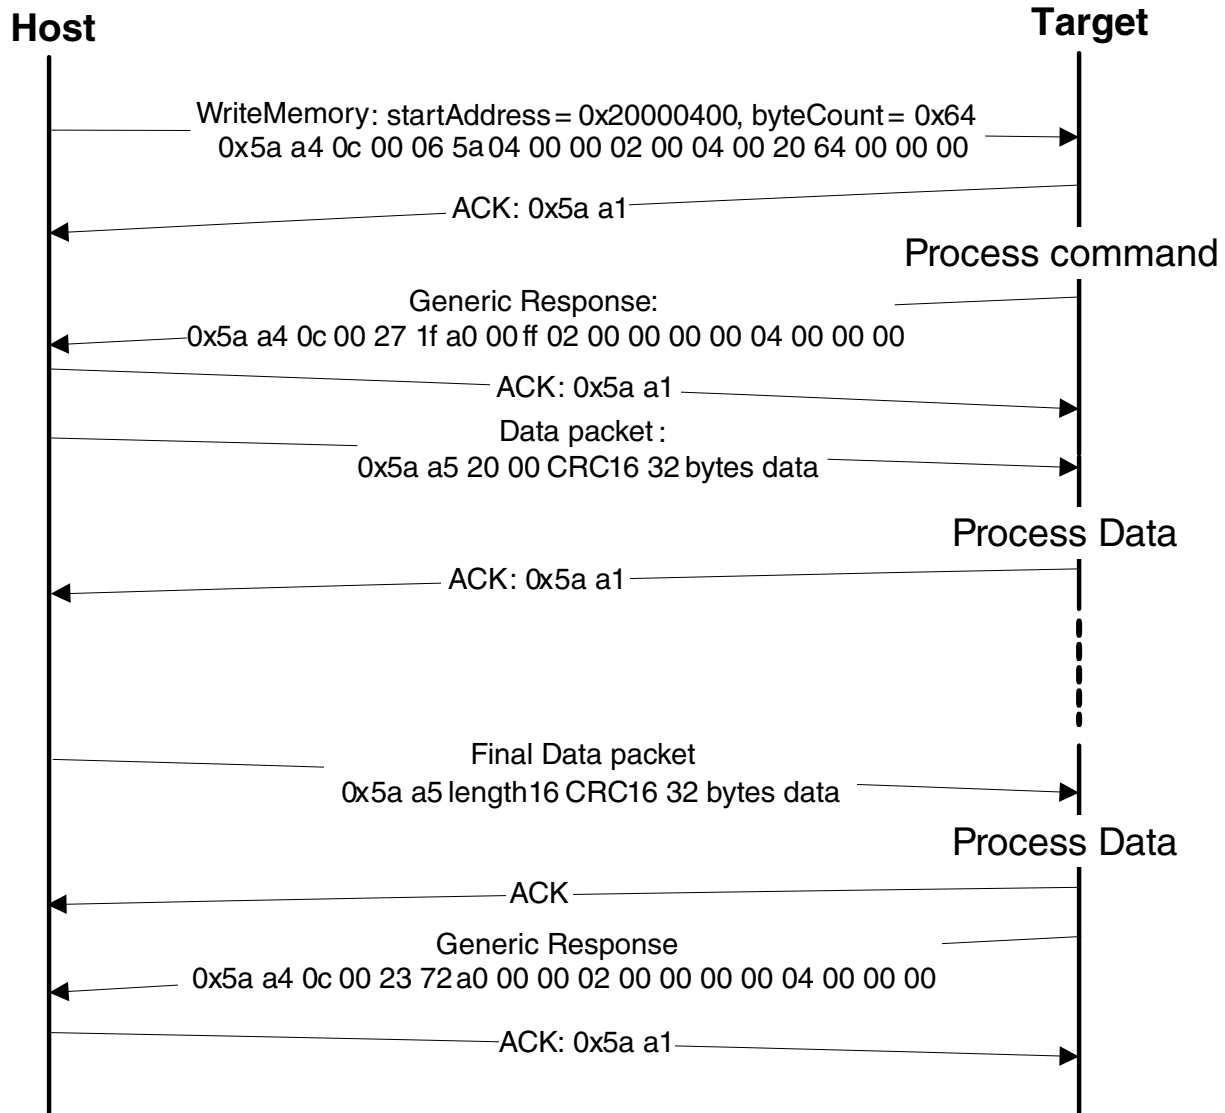 Host
Target
WriteMemory: startAddress = 0x20000400, byteCount = 0x64
0x5a a4 0c 00 06 5a 04 00 00 02 00 04 00 20 64 00 00 00
ACK: 0x5a a1
Process command
Generic Response:
0x5a a4 0c 00 27 1f a0 00 ff 02 00 00 00 00 04 00 00 00
ACK: 0x5a a1
Data packet :
0x5a a5 20 00 CRC16 32 bytes data
Process Data
ACK: 0x5a a1
Final Data packet
0x5a a5 length16 CRC16 32 bytes data
Process Data
ACK
Generic Response
0x5a a4 0c 00 23 72 a0 00 00 02 00 00 00 00 04 00 00 00
ACK: 0x5a a1